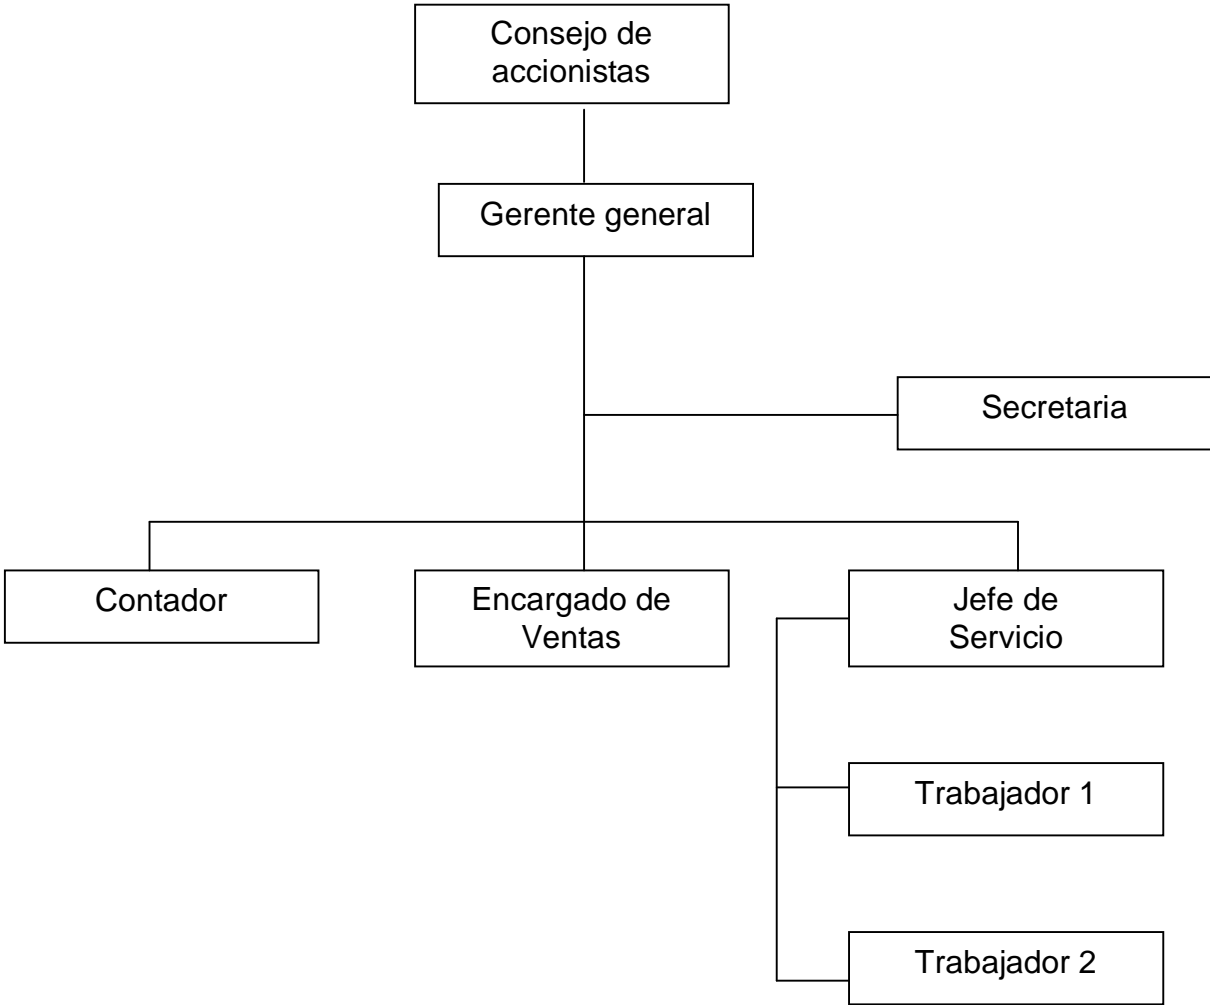 Consejo de
accionistas
Gerente general
Secretaria
Contador
Encargado de
Ventas
Jefe de
Servicio
Trabajador 1
Trabajador 2